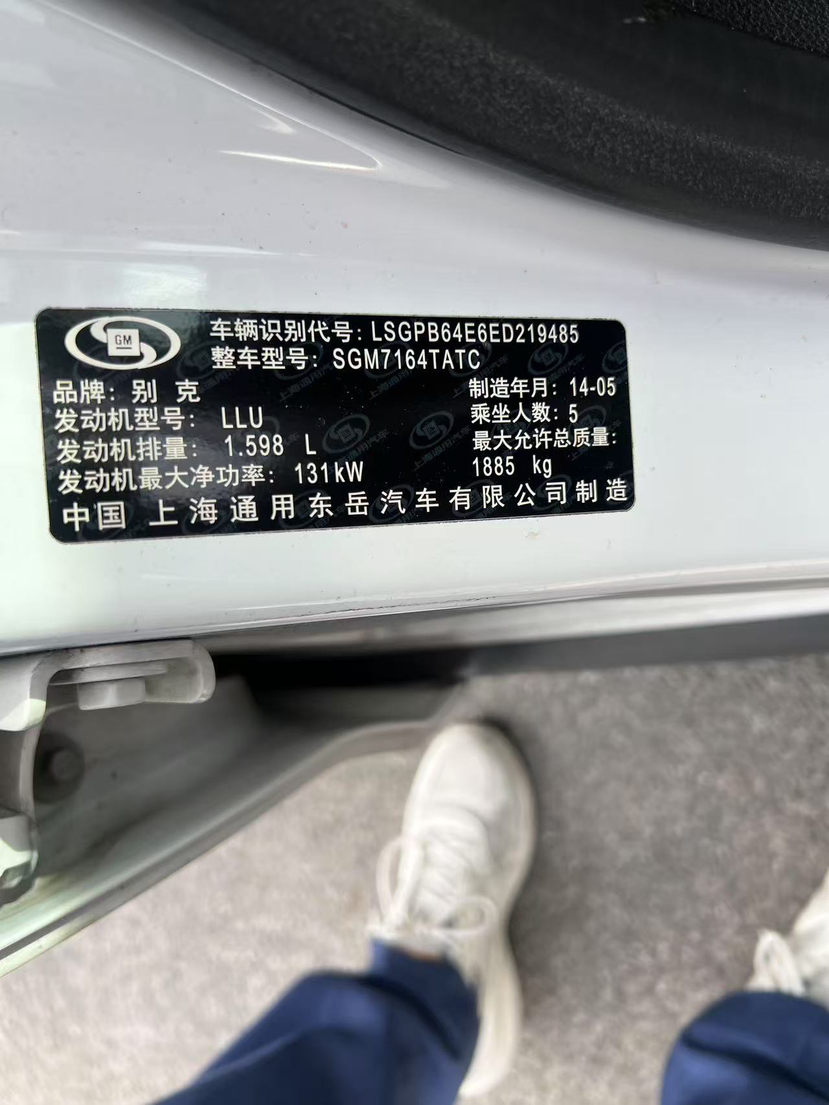 GM
车辆识别代号: LSGPB64E6ED219485
整车型号: SGM7164TATC
品牌: 别 克
制造年月: 14-05
发动机型号: LLU
乘坐人数: 5
发动机排量: 1.598 L
最大允许总质量:
1885 kg
发动机最大净功率: 131kW
中国 上海通用东岳汽车有限公司制造